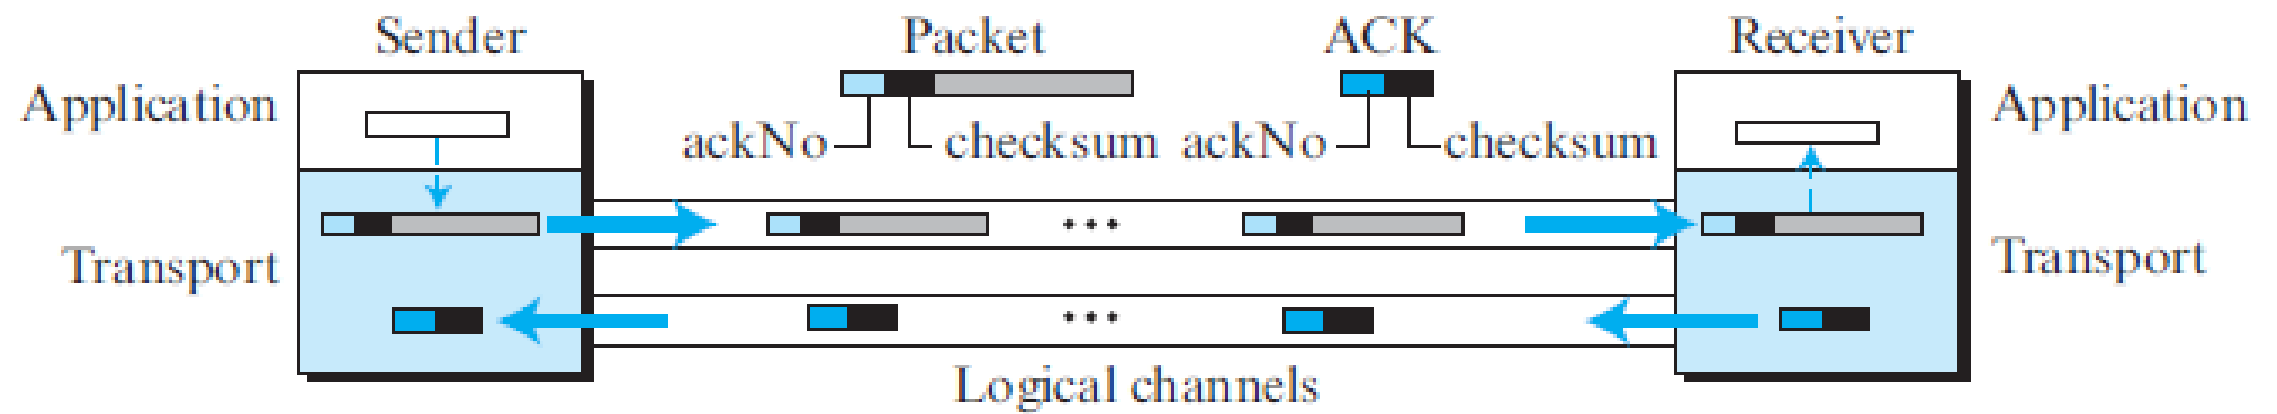 Sender
Packet
ACK
Receiver
Application
Application
ackNo
checksum
ackNo
checksum
Transport
Transport
Logical channels